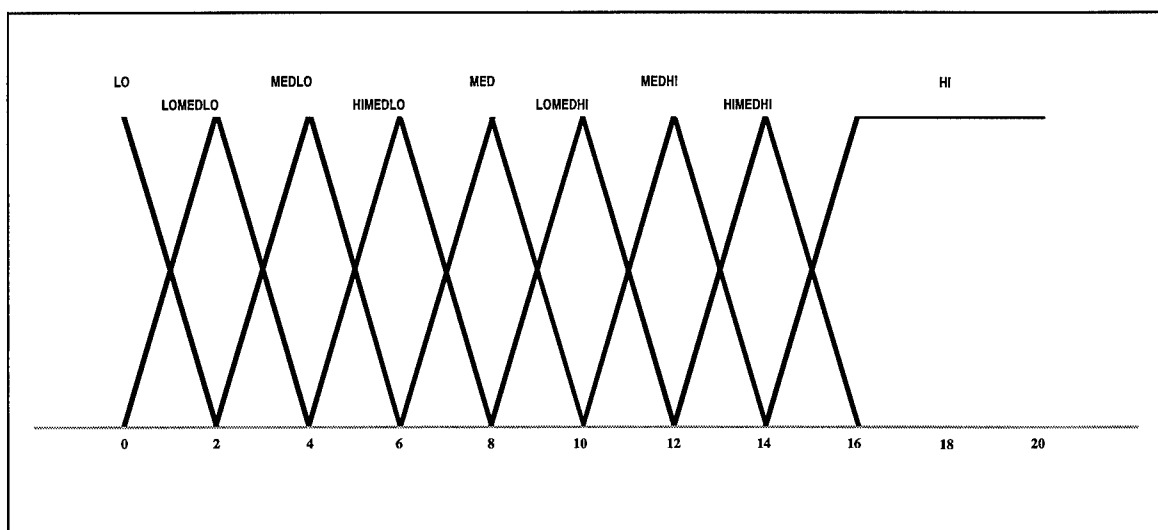 LO MEDLO MED MEDHI HI
LOMEDLO HIMEDLO LOMEDHI HIMEDHI
0 2 4 6 8 10 12 14 16 18 20